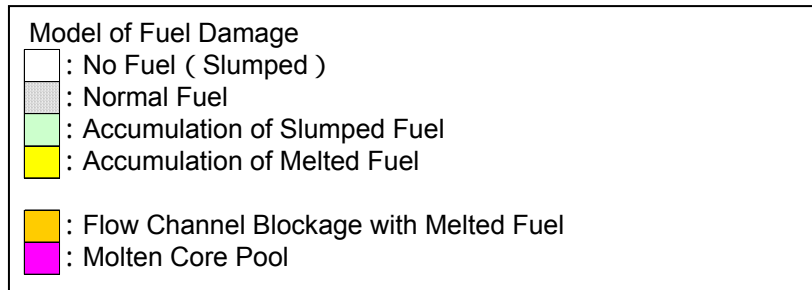 Model of Fuel Damage
: No Fuel ( Slumped )
: Normal Fuel
: Accumulation of Slumped Fuel
: Accumulation of Melted Fuel
: Flow Channel Blockage with Melted Fuel
: Molten Core Pool